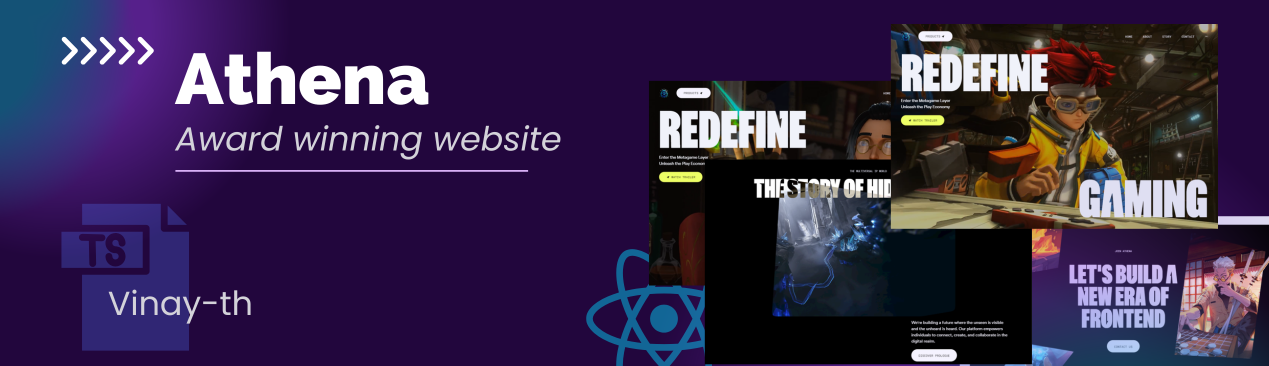 Athena
Award winning website
TS
Vinay-th
PRODUCTS
REDEFINE
Enter the Metagame Layer
Unleash the Play Econom
WATCH TRAILER
THE STORY OF HID
We're building a future where the unseen is visible
and the unheard is heard. Our platform empowers
individuals to connect, create, and collaborate in the
digital realm.
DISCOVER PROLOGUE
PRODUCTS
HOME ABOUT STORY CONTACT
REDEFINE
Enter the Metagame Layer
Unleash the Play Economy
WATCH TRAILER
GAMING
LET'S BUILD A
NEW ERA OF
FRONTEND
CONTACT US